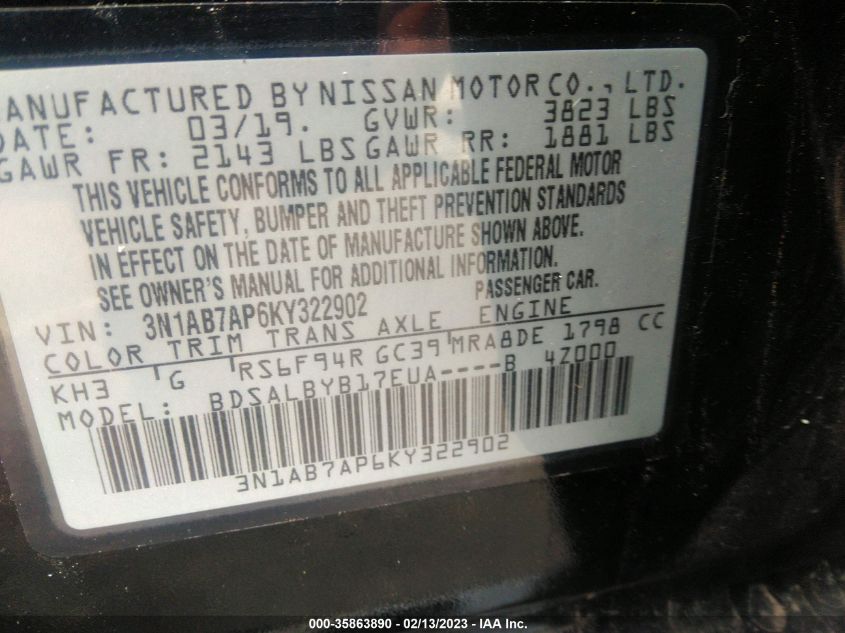 MANUFACTURED BY NISSAN MOTOR CO., LTD.
DATE: 03/19. GVWR: 3823 LBS
GAWR FR: 2143 LBS GAWR RR: 1881 LBS
THIS VEHICLE CONFORMS TO ALL APPLICABLE FEDERAL MOTOR
VEHICLE SAFETY, BUMPER AND THEFT PREVENTION STANDARDS
IN EFFECT ON THE DATE OF MANUFACTURE SHOWN ABOVE.
SEE OWNER'S MANUAL FOR ADDITIONAL INFORMATION.
PASSENGER CAR.
VIN: 3N1AB7AP6KY322902
COLOR TRIM TRANS AXLE ENGINE
KH3 G RS6F94R GC39 MRA8DE 1798 CC
MODEL: BDSALBYB17EUA----B 4Z000
3N1AB7AP6KY322902
000-35863890 — 02/13/2023 — IAA Inc.